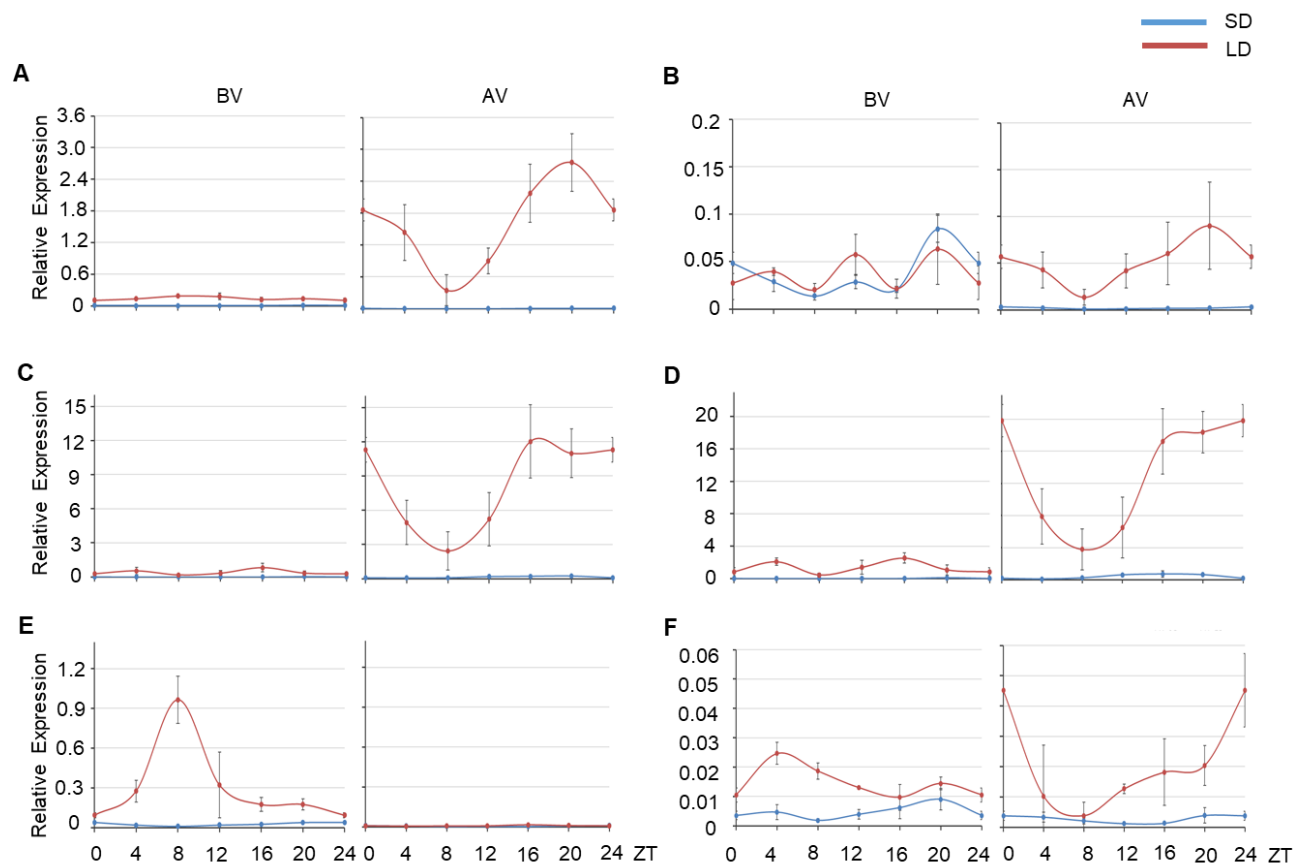 SD
LD
A
BV
AV
Relative Expression
3.6
3.0
2.4
1.8
1.2
0.6
0
B
BV
AV
0.2
0.15
0.1
0.05
0
C
Relative Expression
15
12
9
6
3
0
D
20
16
12
8
4
0
E
Relative Expression
1.2
0.9
0.6
0.3
0
0 4 8 12 16 20 24
0 4 8 12 16 20 24 ZT
F
0.06
0.05
0.04
0.03
0.02
0.01
0
0 4 8 12 16 20 24
0 4 8 12 16 20 24 ZT